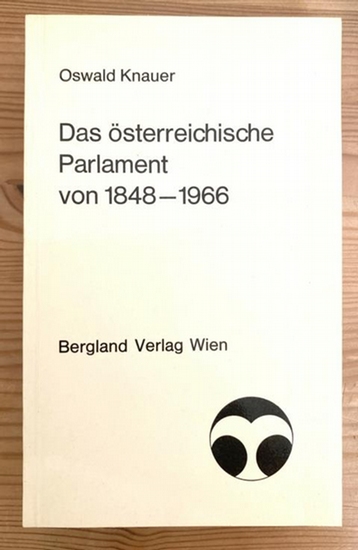 Oswald Knauer
Das österreichische
Parlament
von 1848—1966
Bergland Verlag Wien